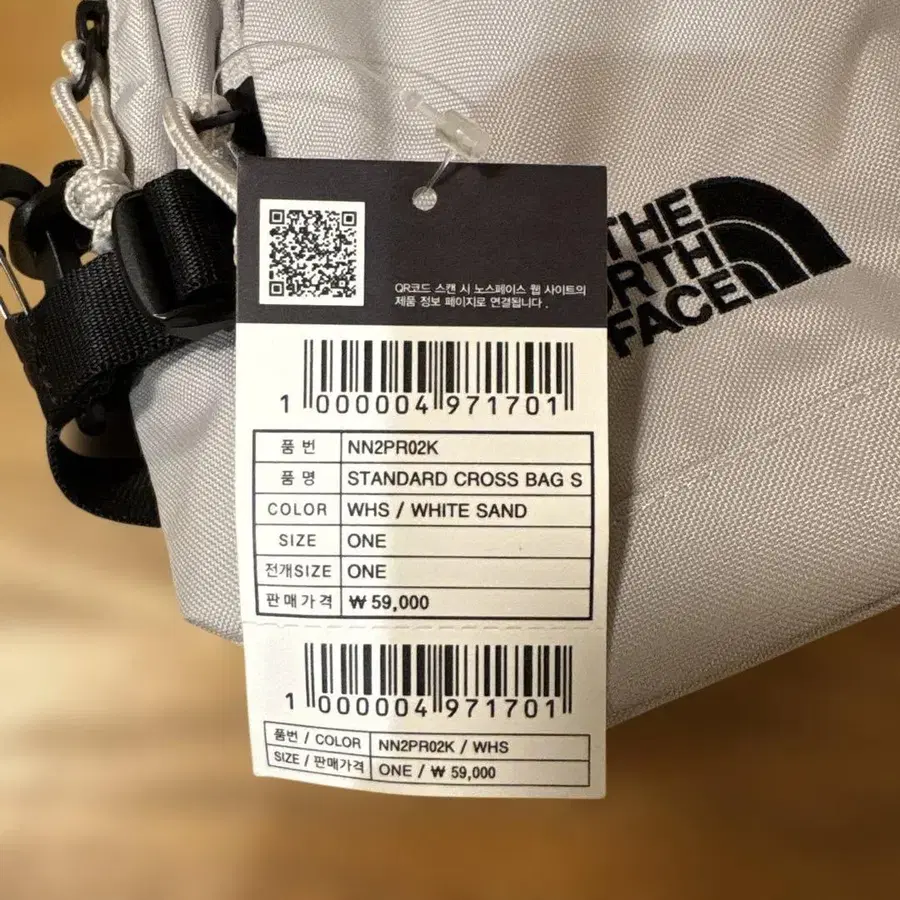 THE
NORTH
FACE
QR코드 스캔 시 노스페이스 웹 사이트의
제품 정보 페이지로 연결됩니다 .
1 000004 971701
품 번 NN2PR02K
품 명 STANDARD CROSS BAG S
COLOR WHS / WHITE SAND
SIZE ONE
전개SIZE ONE
판매가격 ₩ 59,000
1 000004 971701
품번 / COLOR NN2PR02K / WHS
SIZE / 판매가격 ONE / ₩ 59,000